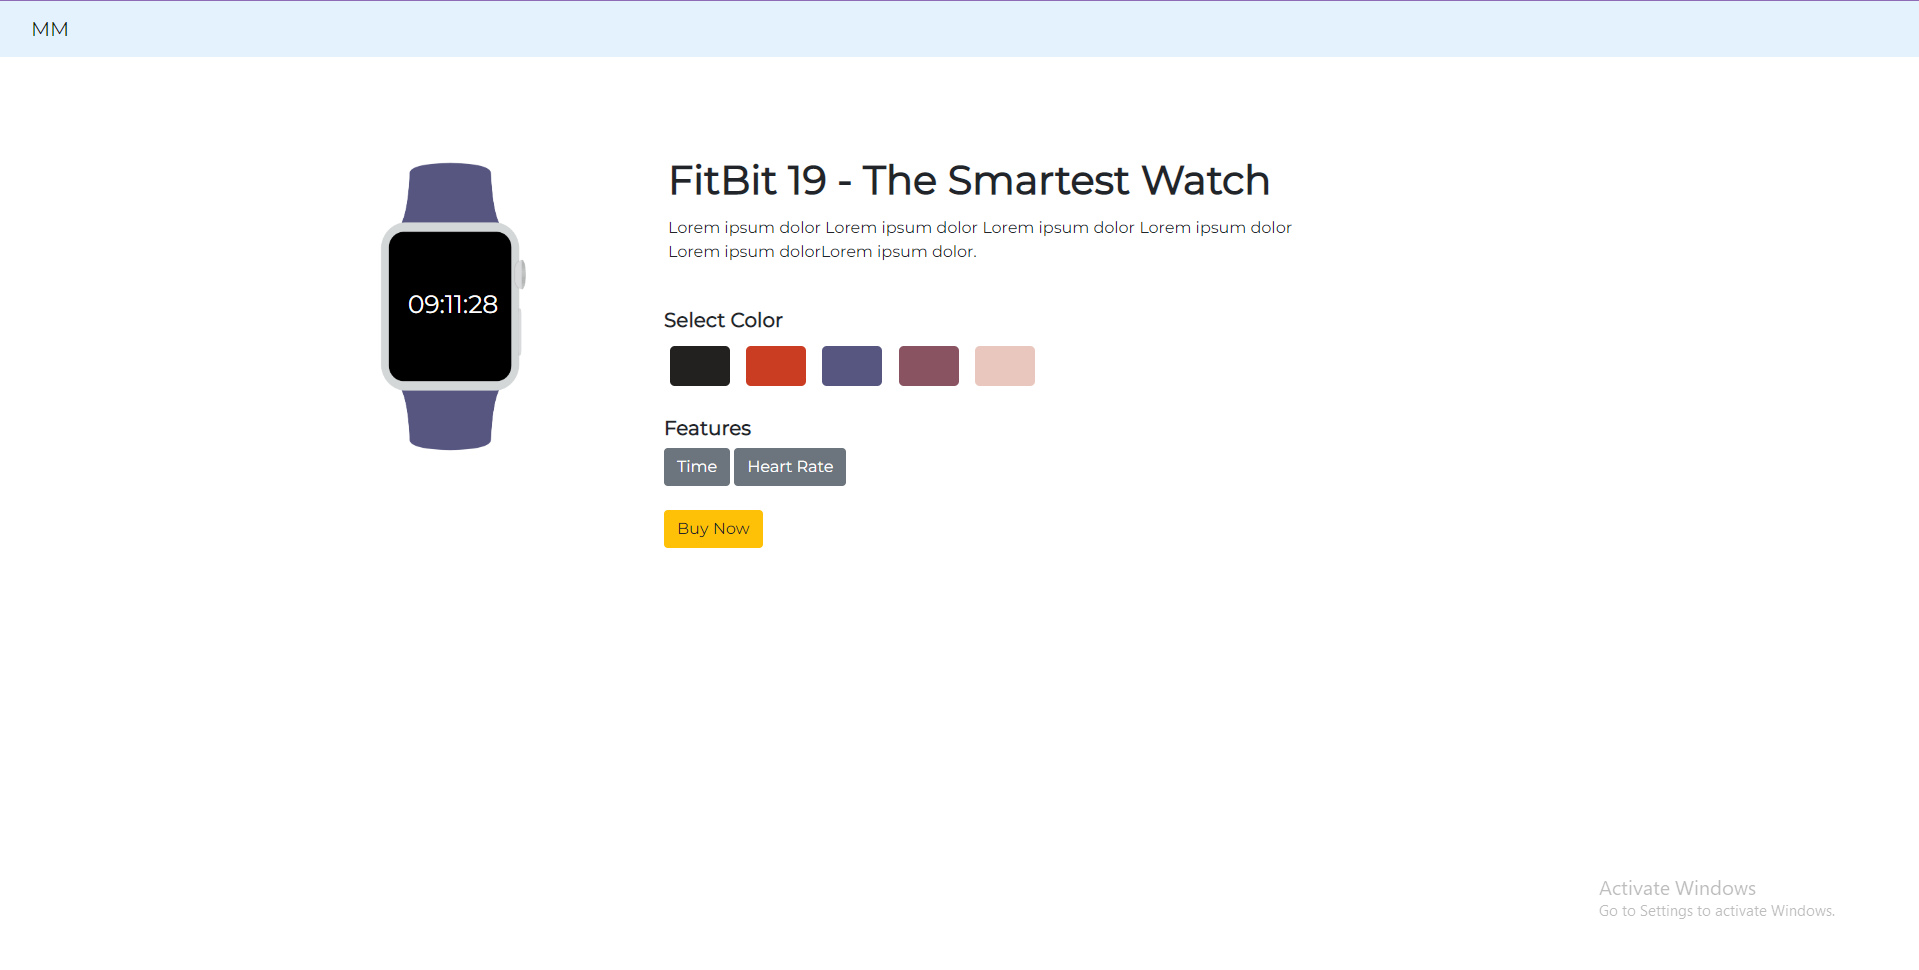 MM
FitBit 19 - The Smartest Watch
Lorem ipsum dolor Lorem ipsum dolor Lorem ipsum dolor Lorem ipsum dolor
Lorem ipsum dolorLorem ipsum dolor.
09:11:28
Select Color
Features
Time Heart Rate
Buy Now
Activate Windows
Go to Settings to activate Windows.